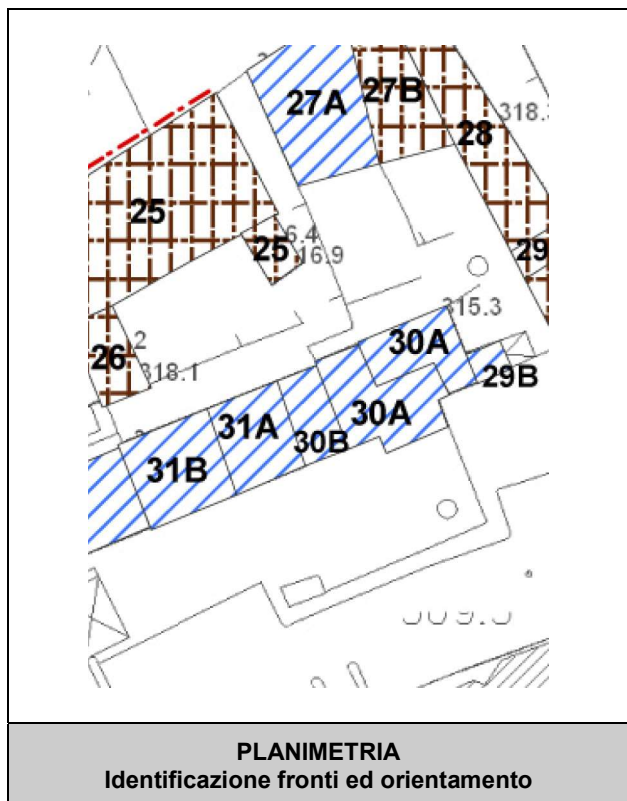 27A
27B
28
318.
25
29
25
6.4
16.9
315.3
30A
26
2
318.1
29B
31A
30A
30B
31B
PLANIMETRIA
Identificazione fronti ed orientamento